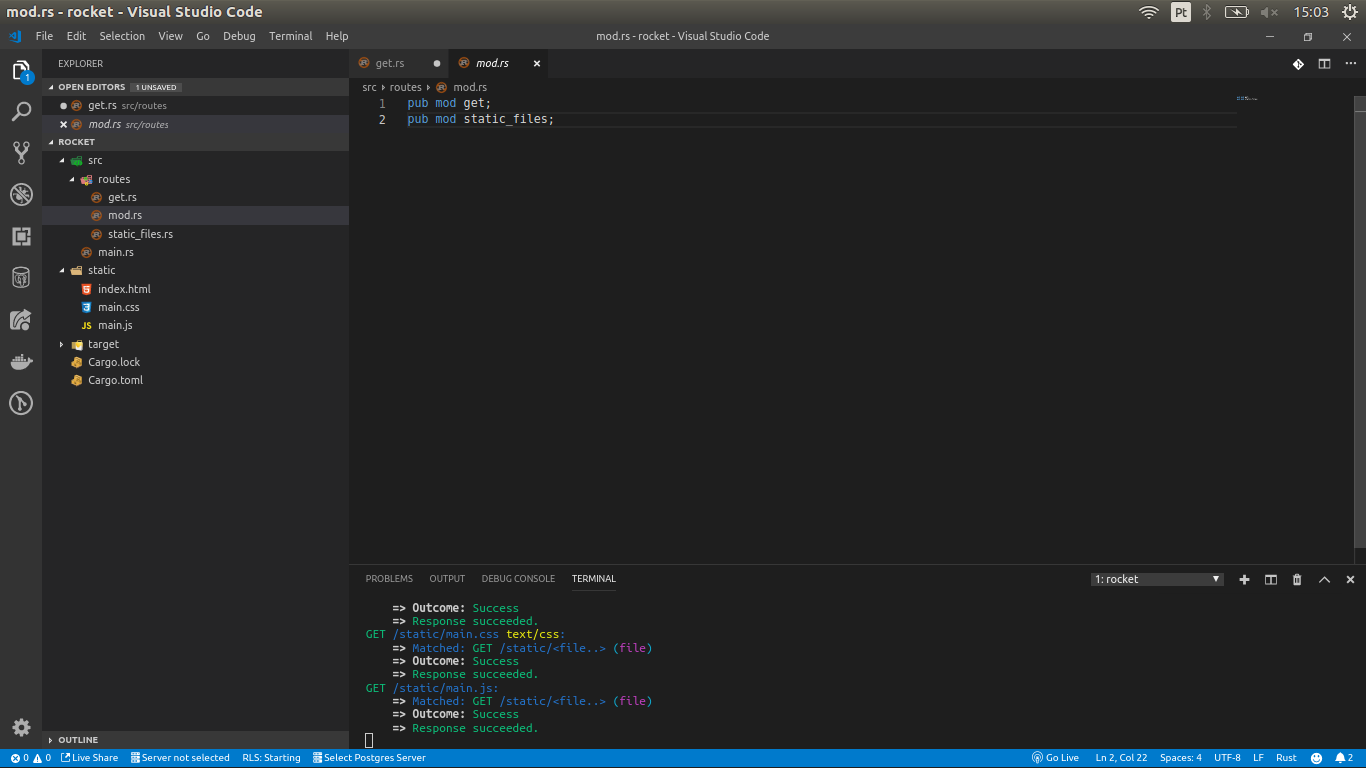 mod.rs - rocket - Visual Studio Code
Pt
15:03
File Edit Selection View Go Debug Terminal Help
mod.rs - rocket - Visual Studio Code
1
EXPLORER
OPEN EDITORS 1 UNSAVED
get.rs src/routes
mod.rs src/routes
ROCKET
src
routes
get.rs
mod.rs
static_files.rs
main.rs
static
index.html
main.css
JS main.js
target
Cargo.lock
Cargo.toml
OUTLINE
get.rs
mod.rs
src routes mod.rs
1 pub mod get;
2 pub mod static_files;
PROBLEMS OUTPUT DEBUG CONSOLE TERMINAL
1: rocket
=> Outcome: Success
=> Response succeeded.
GET /static/main.css text/css:
=> Matched: GET /static/<file..> (file)
=> Outcome: Success
=> Response succeeded.
GET /static/main.js:
=> Matched: GET /static/<file..> (file)
=> Outcome: Success
=> Response succeeded.
0 0 Live Share Server not selected RLS: Starting Select Postgres Server
Go Live Ln 2, Col 22 Spaces: 4 UTF-8 LF Rust 2